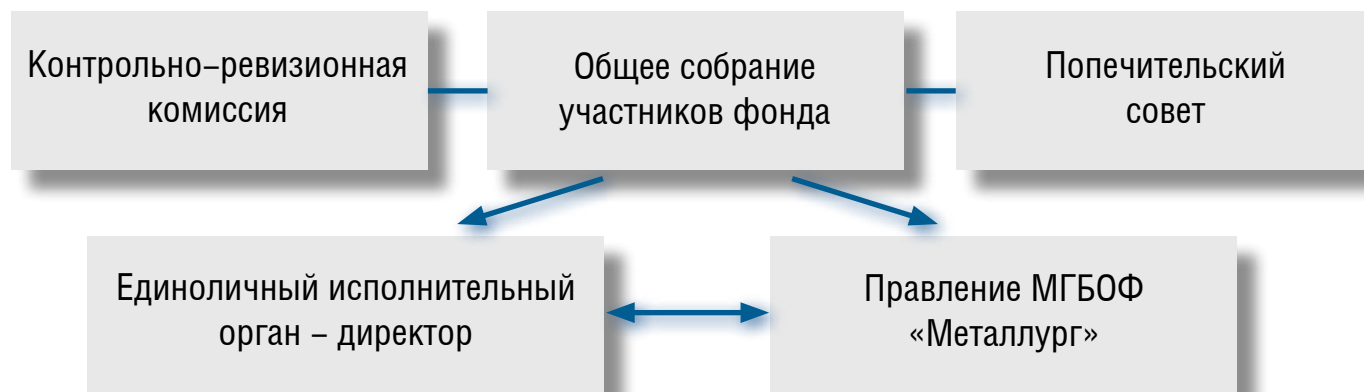 Контрольно–ревизионная
комиссия
Общее собрание
участников фонда
Попечительский
совет
Единоличный исполнительный
орган – директор
Правление МГБОФ
«Металлург»